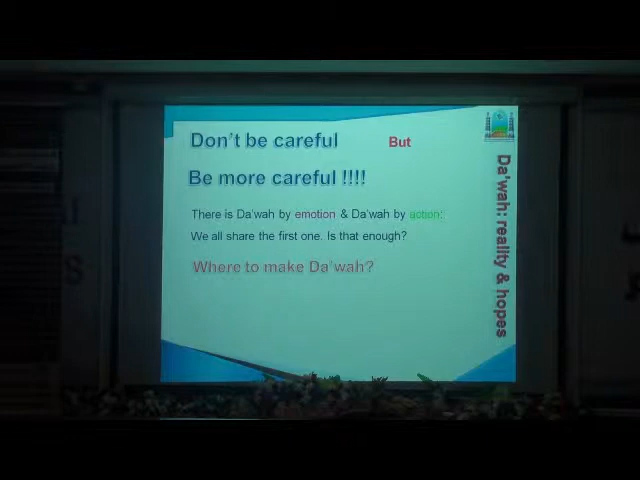 Don't be careful But
Be more careful !!!!
There is Da'wah by emotion & Da'wah by action:
We all share the first one. Is that enough?
Where to make Da'wah?
Da'wah: reality & hopes